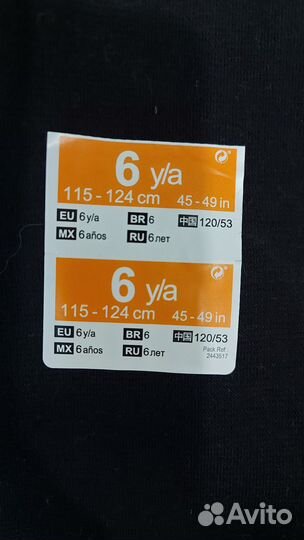 6 y/a
115 - 124 cm 45 - 49 in
EU 6 y/a BR 6 中国 120/53
MX 6 años RU 6 лет
6 y/a
115 - 124 cm 45 - 49 in
EU 6 y/a BR 6 中国 120/53
MX 6 años RU 6 лет Pack Ref.:
2443517
Avito